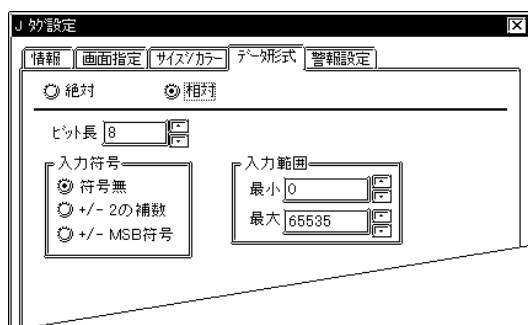 J タグ設定
情報 画面指定 サイズ/カラー データ形式 警報設定
絶対 相対
ビット長 8
入力符号
符号無
+/- 2の補数
+/- MSB符号
入力範囲
最小 0
最大 65535